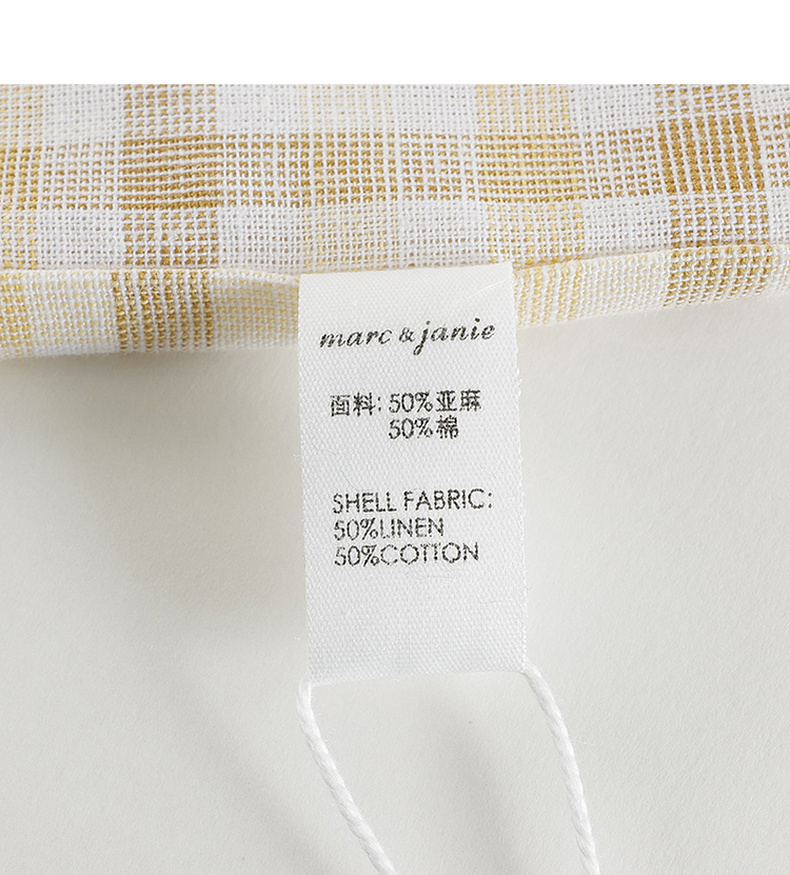 marc & janie
面料: 50%亚麻
50%棉
SHELL FABRIC:
50%LINEN
50%COTTON